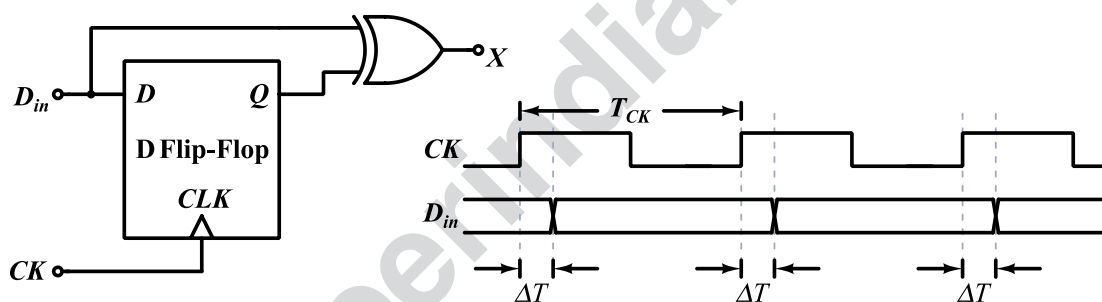 X
D_in
D
Q
D Flip-Flop
CLK
CK
T_CK
CK
D_in
ΔT
ΔT
ΔT